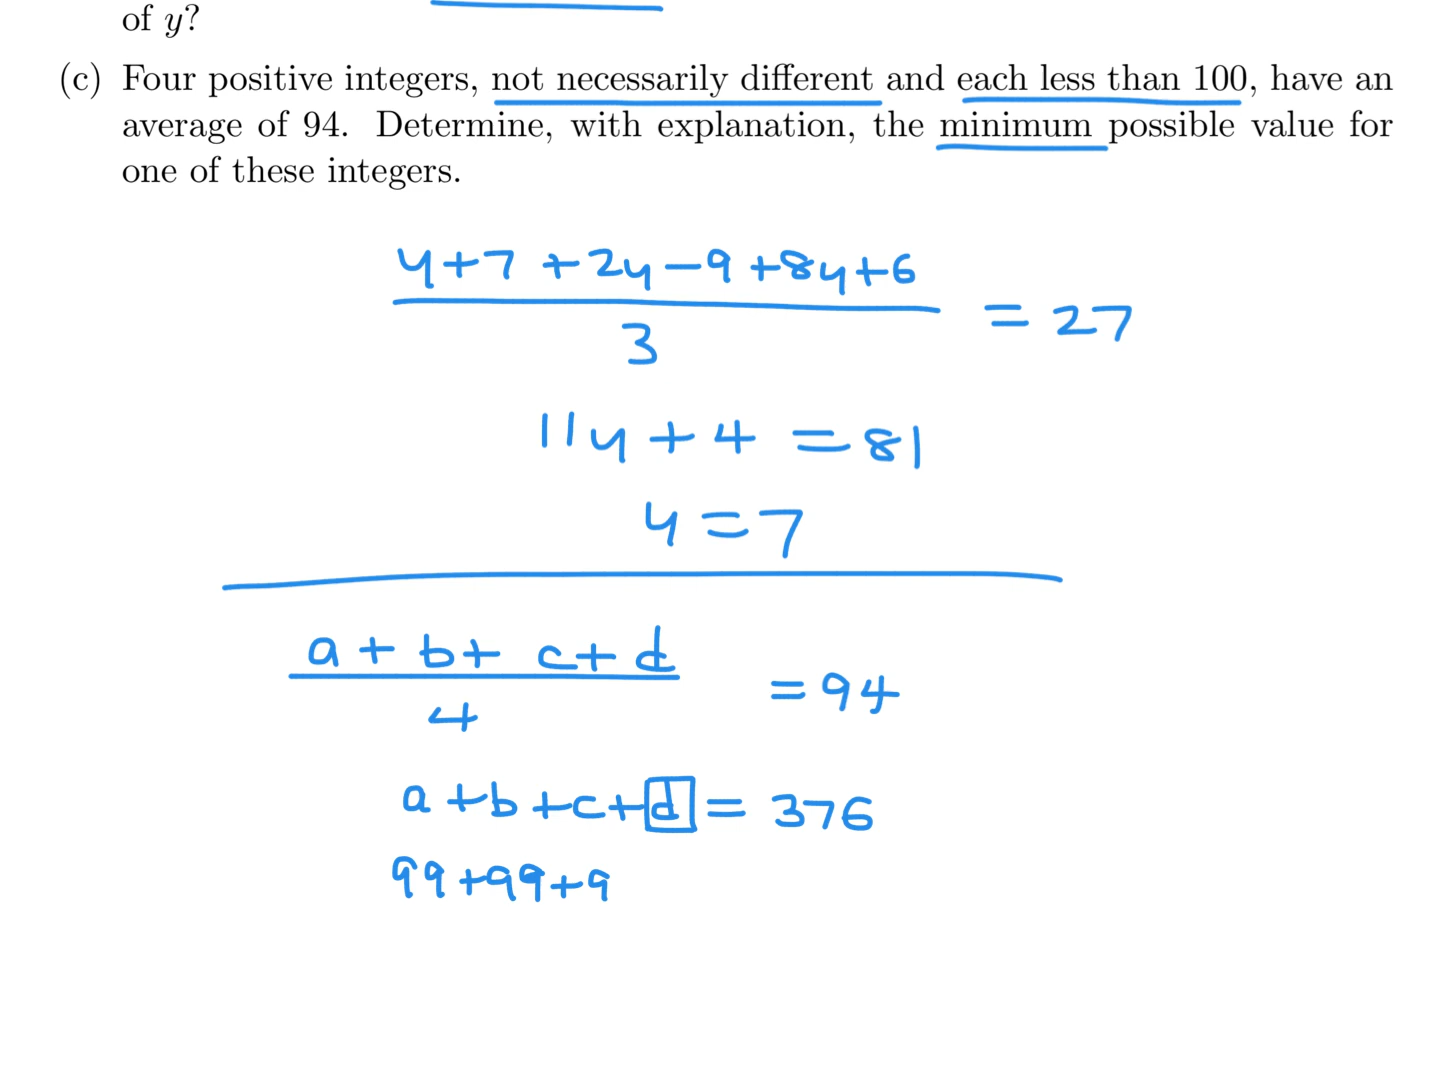 of y?
(c) Four positive integers, not necessarily different and each less than 100, have an
average of 94. Determine, with explanation, the minimum possible value for
one of these integers.
y+7 +2y-9 +8y+6
3
= 27
11y + 4 = 81
y = 7
a + b + c + d
4
= 94
a + b + c + d = 376
99 + 99 + 9